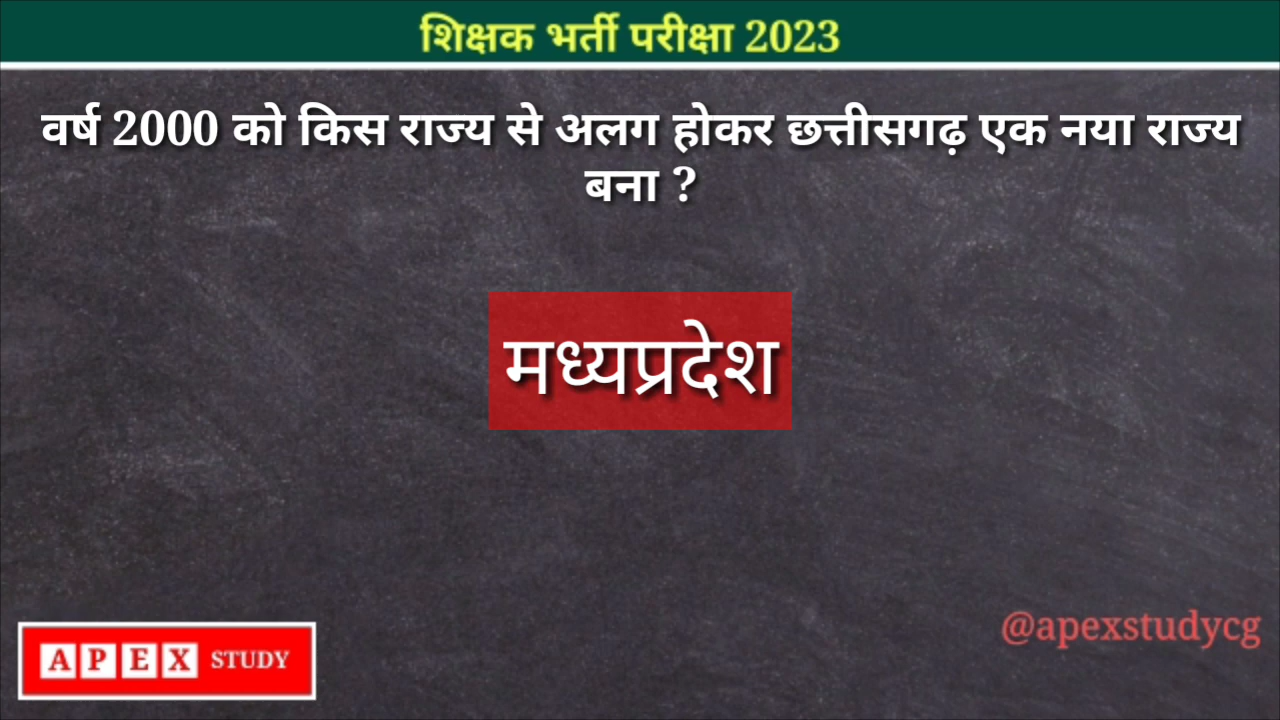 शिक्षक भर्ती परीक्षा 2023
वर्ष 2000 को किस राज्य से अलग होकर छत्तीसगढ़ एक नया राज्य
बना ?
मध्यप्रदेश
@apexstudycg
APEX STUDY